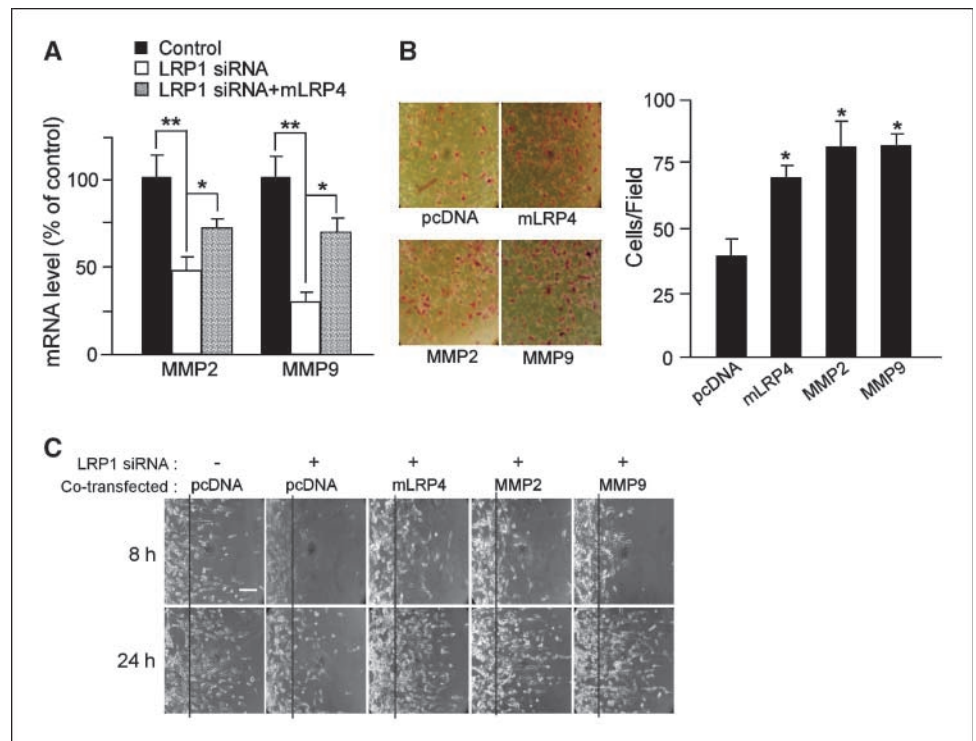 A
Control
LRP1 siRNA
LRP1 siRNA+mLRP4
mRNA level (% of control)
100
50
0
**
*
**
*
MMP2
MMP9
B
pcDNA
mLRP4
MMP2
MMP9
Cells/Field
100
75
50
25
0
*
*
*
pcDNA
mLRP4
MMP2
MMP9
C
LRP1 siRNA : - + + + +
Co-transfected : pcDNA pcDNA mLRP4 MMP2 MMP9
8 h
24 h